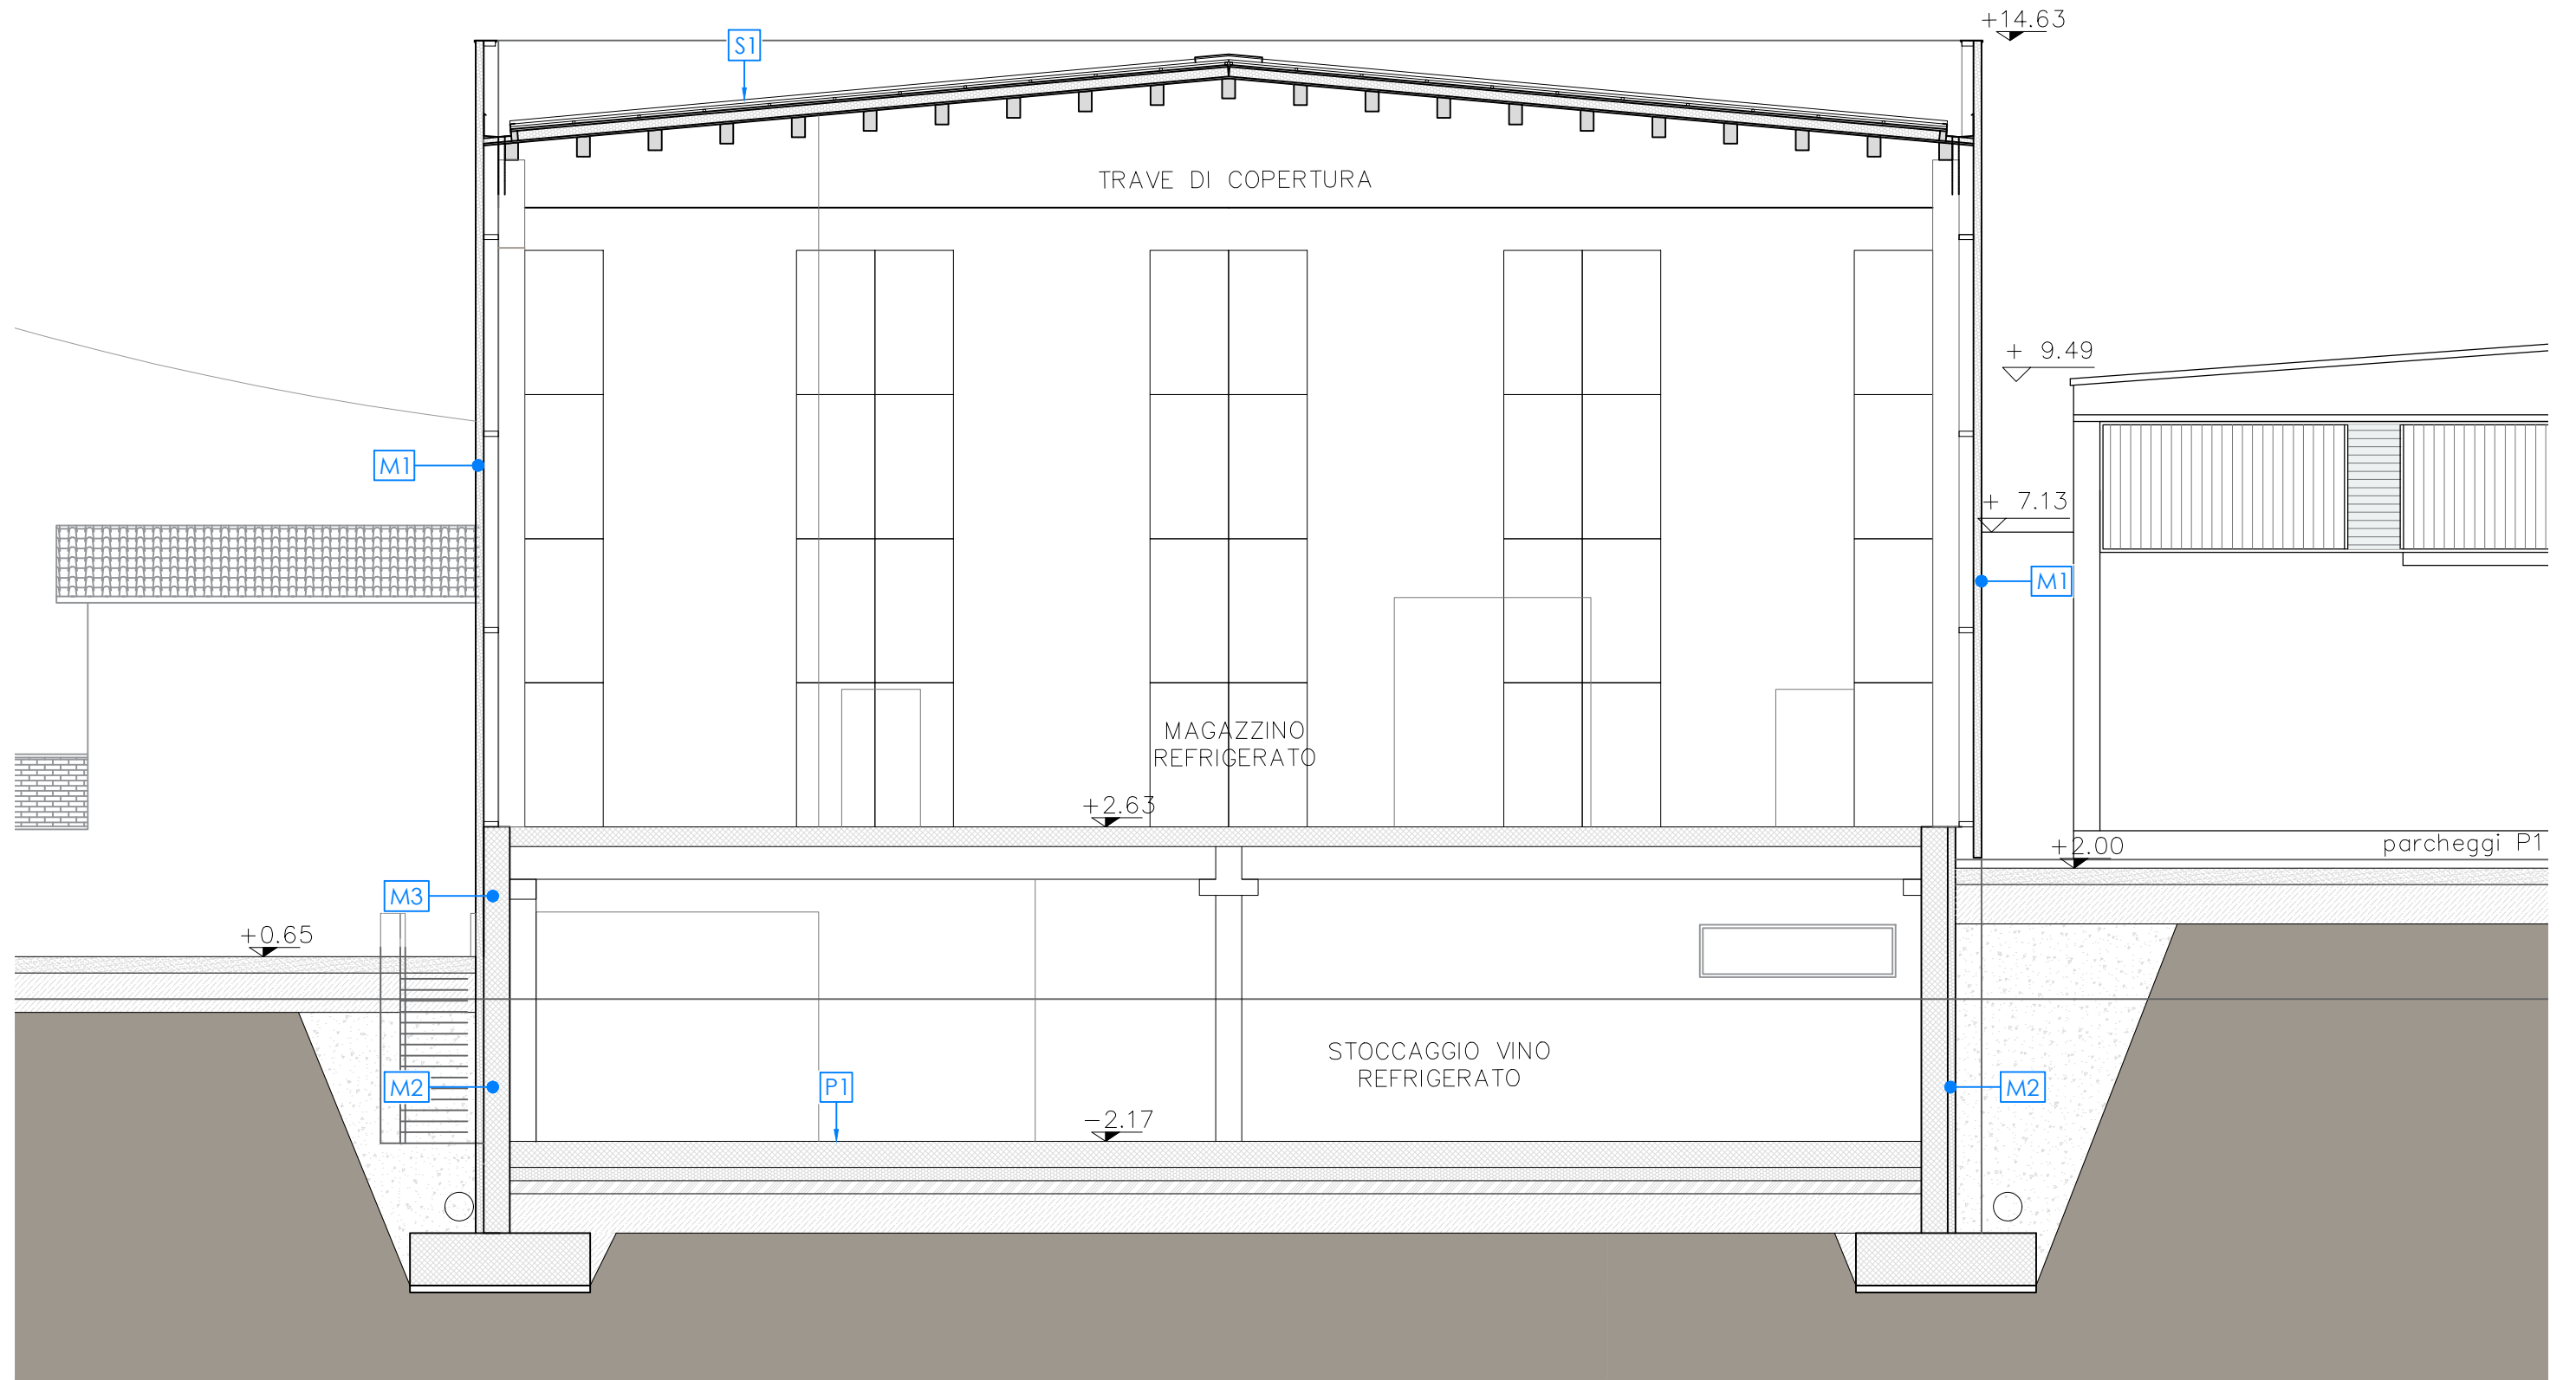 +14.63
S1
TRAVE DI COPERTURA
+ 9.49
M1
+ 7.13
M1
MAGAZZINO
REFRIGERATO
+2.63
+2.00
parcheggi P1
M3
+0.65
STOCCAGGIO VINO
REFRIGERATO
M2
P1
M2
-2.17